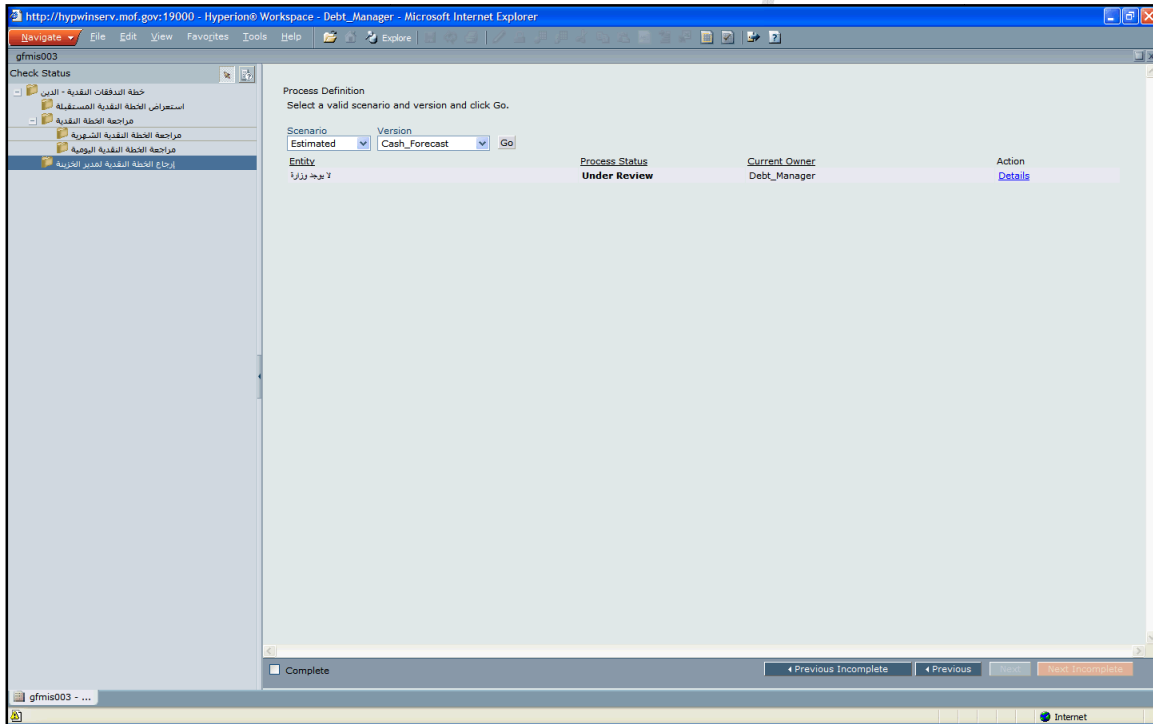 http://hypwinserv.mof.gov:19000 - Hyperion® Workspace - Debt_Manager - Microsoft Internet Explorer
Navigate File Edit View Favorites Tools Help Explore
gfmis003
Check Status
خطة التدفقات النقدية - الدين
استعراض الخطة النقدية المستقبلة
مراجعة الخطة النقدية
مراجعة الخطة النقدية الشهرية
مراجعة الخطة النقدية اليومية
إرجاع الخطة النقدية لمدير الخزينة
Process Definition
Select a valid scenario and version and click Go.
Scenario Version
Estimated Cash_Forecast Go
Entity Process Status Current Owner Action
لا يوجد وزارة Under Review Debt_Manager Details
Complete Previous Incomplete Previous Next Next Incomplete
gfmis003 - ...
Internet